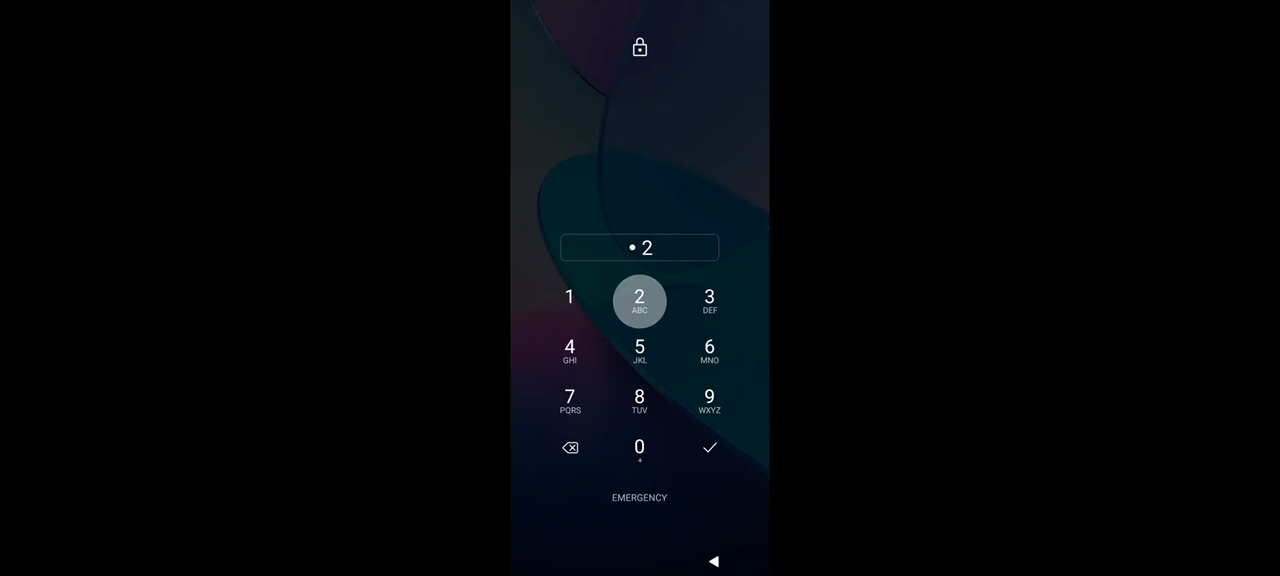 •2
1 2 3
ABC DEF
4 5 6
GHI JKL MNO
7 8 9
PQRS TUV WXYZ
0
+
EMERGENCY